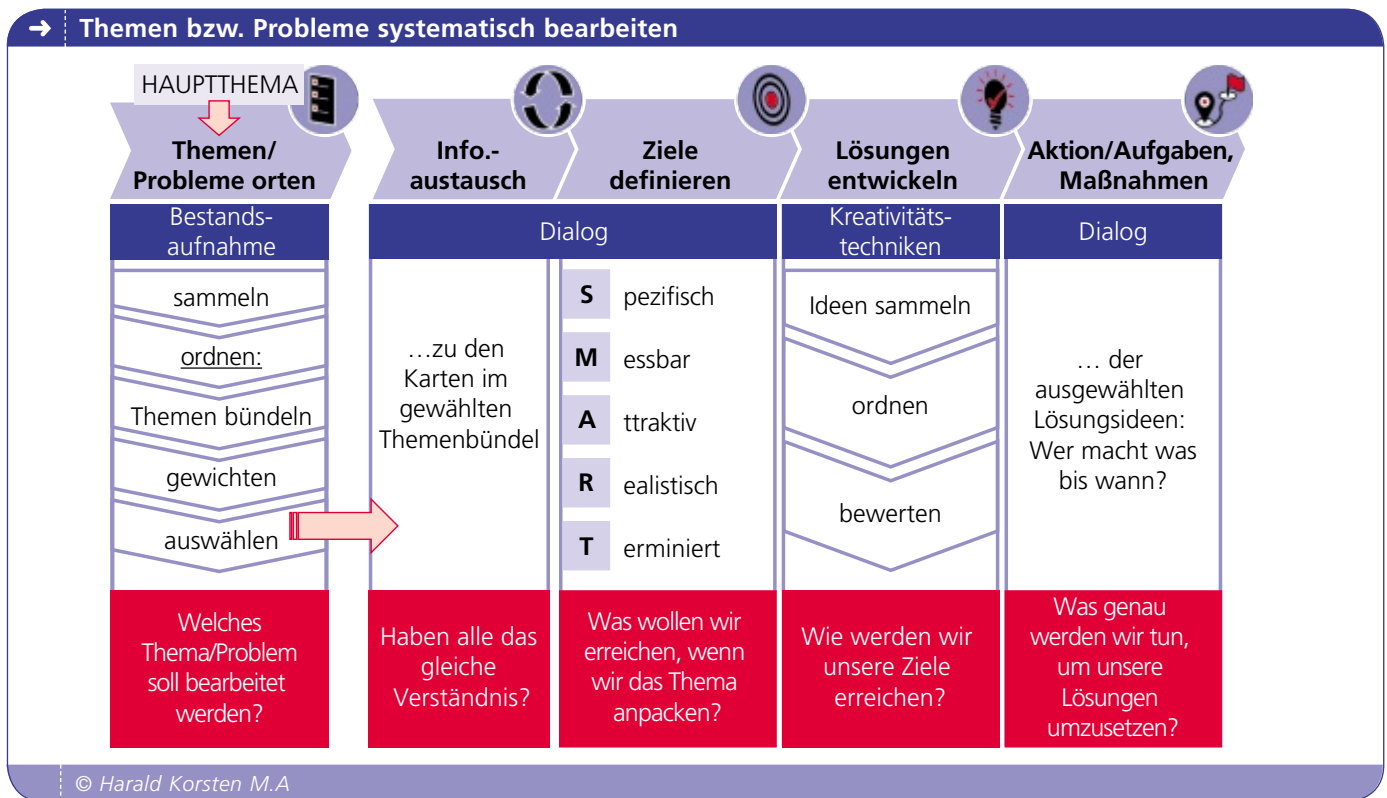 ➜ Themen bzw. Probleme systematisch bearbeiten
HAUPTTHEMA
Themen/
Probleme orten
Info.-
austausch
Ziele
definieren
Lösungen
entwickeln
Aktion/Aufgaben,
Maßnahmen
Bestands-
aufnahme
Dialog
Kreativitäts-
techniken
Dialog
sammeln
ordnen:
Themen bündeln
gewichten
auswählen
…zu den
Karten im
gewählten
Themenbündel
S pezifisch
M essbar
A ttraktiv
R ealistisch
T erminiert
Ideen sammeln
ordnen
bewerten
… der
ausgewählten
Lösungsideen:
Wer macht was
bis wann?
Welches
Thema/Problem
soll bearbeitet
werden?
Haben alle das
gleiche
Verständnis?
Was wollen wir
erreichen, wenn
wir das Thema
anpacken?
Wie werden wir
unsere Ziele
erreichen?
Was genau
werden wir tun,
um unsere
Lösungen
umzusetzen?
© Harald Korsten M.A